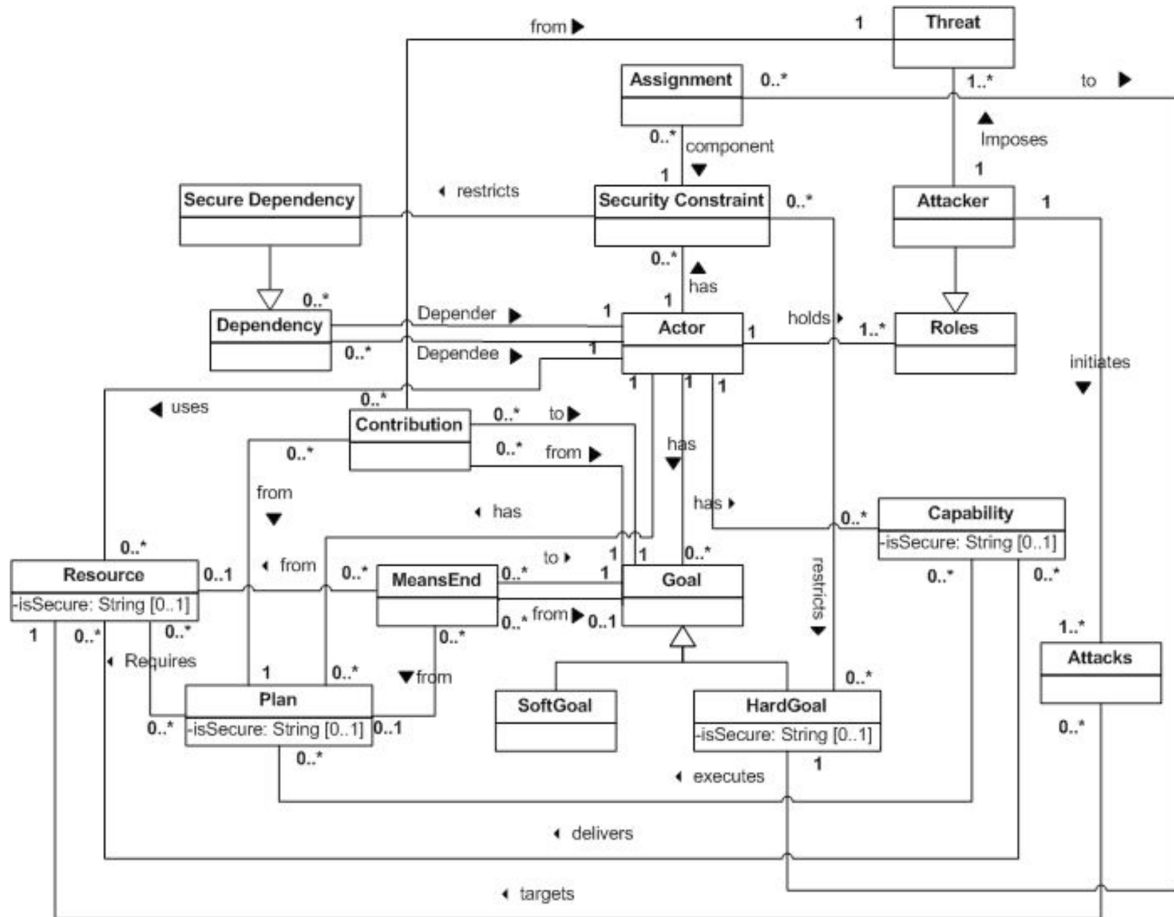 from ▶ 1 Threat
Assignment 0..* 1..* to ▶
0..* component ▼ ▲ Imposes
1 1
Secure Dependency ◂ restricts Security Constraint 0..* Attacker 1
0..* ▲ has
0..* Depender ▶ 1 1 holds ▸
Dependency Actor 1 1..* Roles
0..* Dependee ▶ 1 initiates ▼
◀ uses 1 1 1
0..* 0..* to ▶
Contribution has ▼
0..* 0..* from ▶
from ▼ ◂ has has ▸ 0..* Capability
-isSecure: String [0..1]
0..* ◂ from to ▸ 1 1 0..* 0..* 0..*
Resource 0..1 0..* MeansEnd 0..* 1 Goal restricts ▼
-isSecure: String [0..1]
1 0..* 0..* 0..* 0..* from ▶ 0..1 1..*
◂ Requires 1 0..* ▼ from Attacks
Plan SoftGoal HardGoal 0..*
0..* -isSecure: String [0..1] 0..1 -isSecure: String [0..1] 0..*
0..* 1
◂ executes
◂ delivers
◂ targets